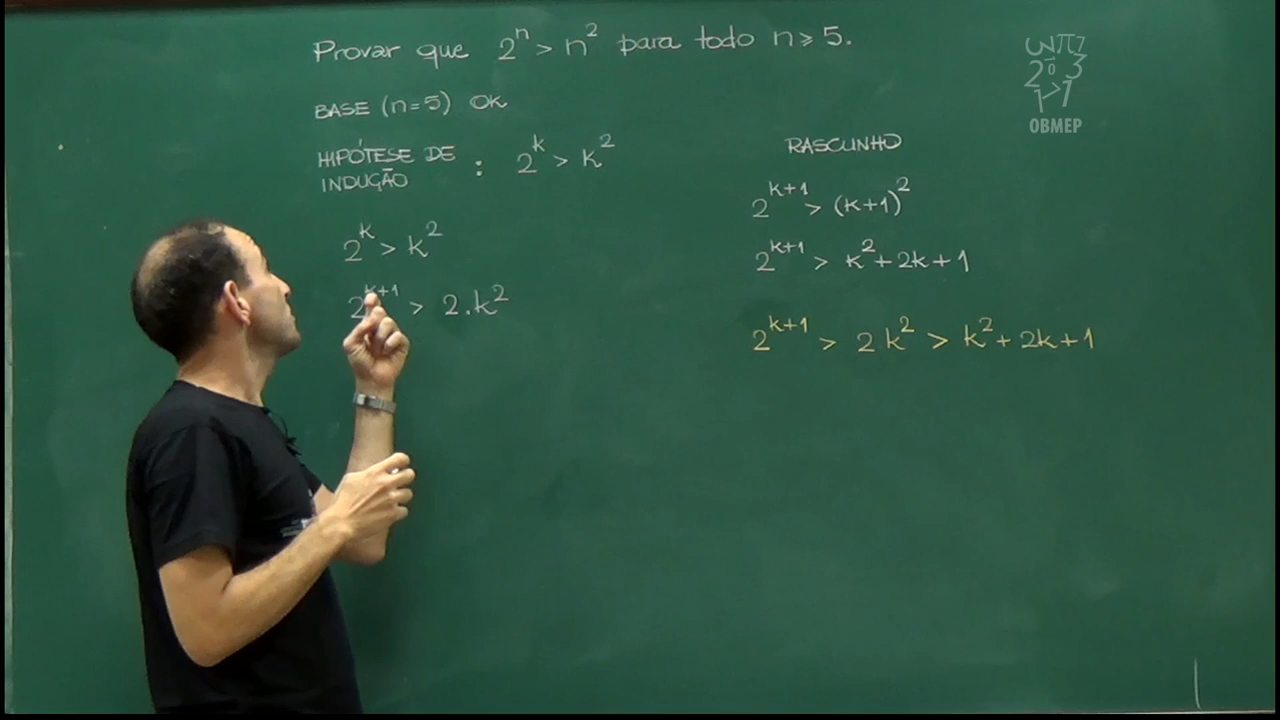 Provar que 2^n > n^2 para todo n ⩾ 5.
BASE (n=5) OK
HIPÓTESE DE INDUÇÃO : 2^k > k^2
2^k > k^2
2^{k+1} > 2.k^2
RASCUNHO
2^{k+1} > (k+1)^2
2^{k+1} > k^2 + 2k + 1
2^{k+1} > 2k^2 > k^2 + 2k + 1
OBMEP